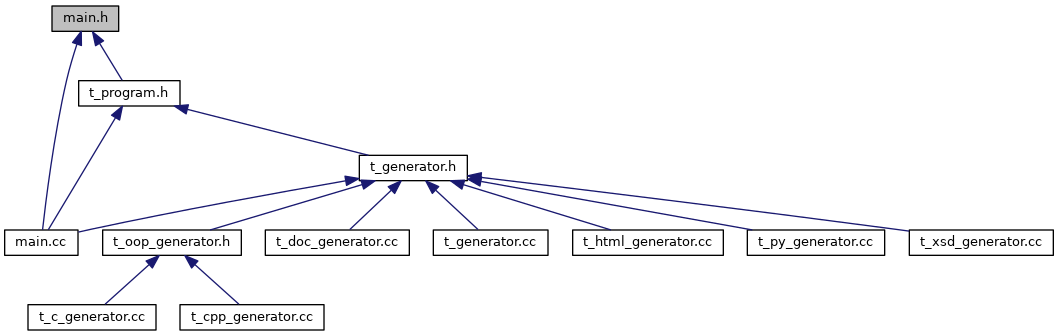 main.h
t_program.h
t_generator.h
main.cc
t_oop_generator.h
t_doc_generator.cc
t_generator.cc
t_html_generator.cc
t_py_generator.cc
t_xsd_generator.cc
t_c_generator.cc
t_cpp_generator.cc